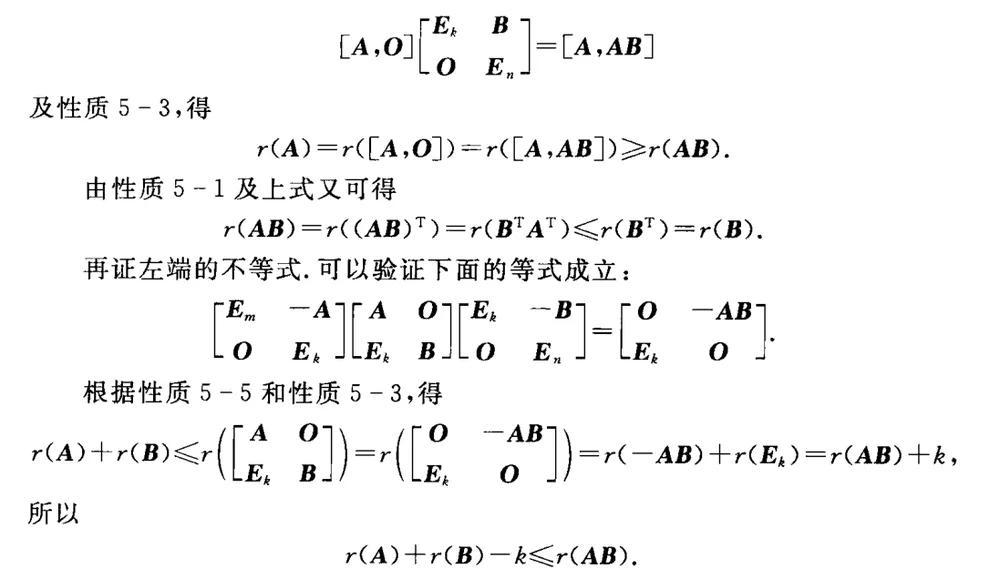 [A,O][E_k B; O E_n]=[A,AB]
及性质 5-3,得
r(A)=r([A,O])=r([A,AB])≥r(AB).
由性质 5-1 及上式又可得
r(AB)=r((AB)^T)=r(B^T A^T)≤r(B^T)=r(B).
再证左端的不等式.可以验证下面的等式成立:
[E_m -A; O E_k][A O; E_k B][E_k -B; O E_n]=[O -AB; E_k O].
根据性质 5-5 和性质 5-3,得
r(A)+r(B)≤r([A O; E_k B])=r([O -AB; E_k O])=r(-AB)+r(E_k)=r(AB)+k,
所以
r(A)+r(B)-k≤r(AB).